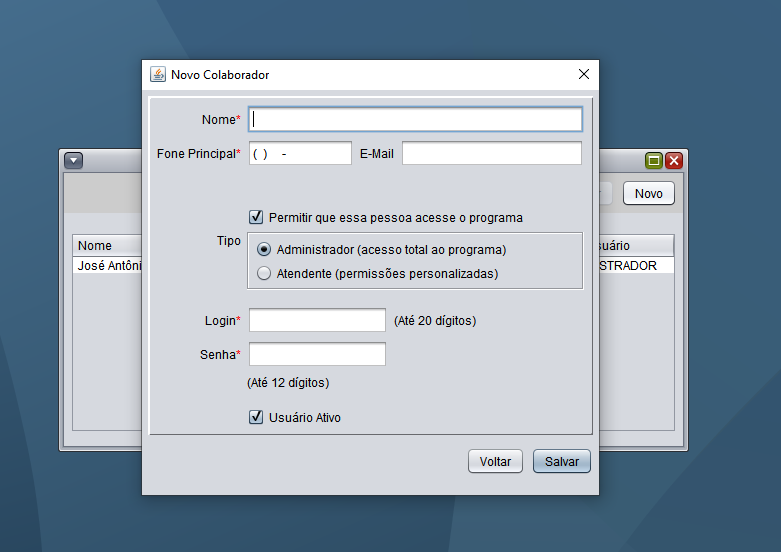 Novo Colaborador
Nome*
Fone Principal* ( ) - E-Mail
Novo
Permitir que essa pessoa acesse o programa
Tipo
Administrador (acesso total ao programa)
Atendente (permissões personalizadas)
Nome
José Antôni
STRADOR
Login* (Até 20 dígitos)
Senha*
(Até 12 dígitos)
Usuário Ativo
Voltar Salvar